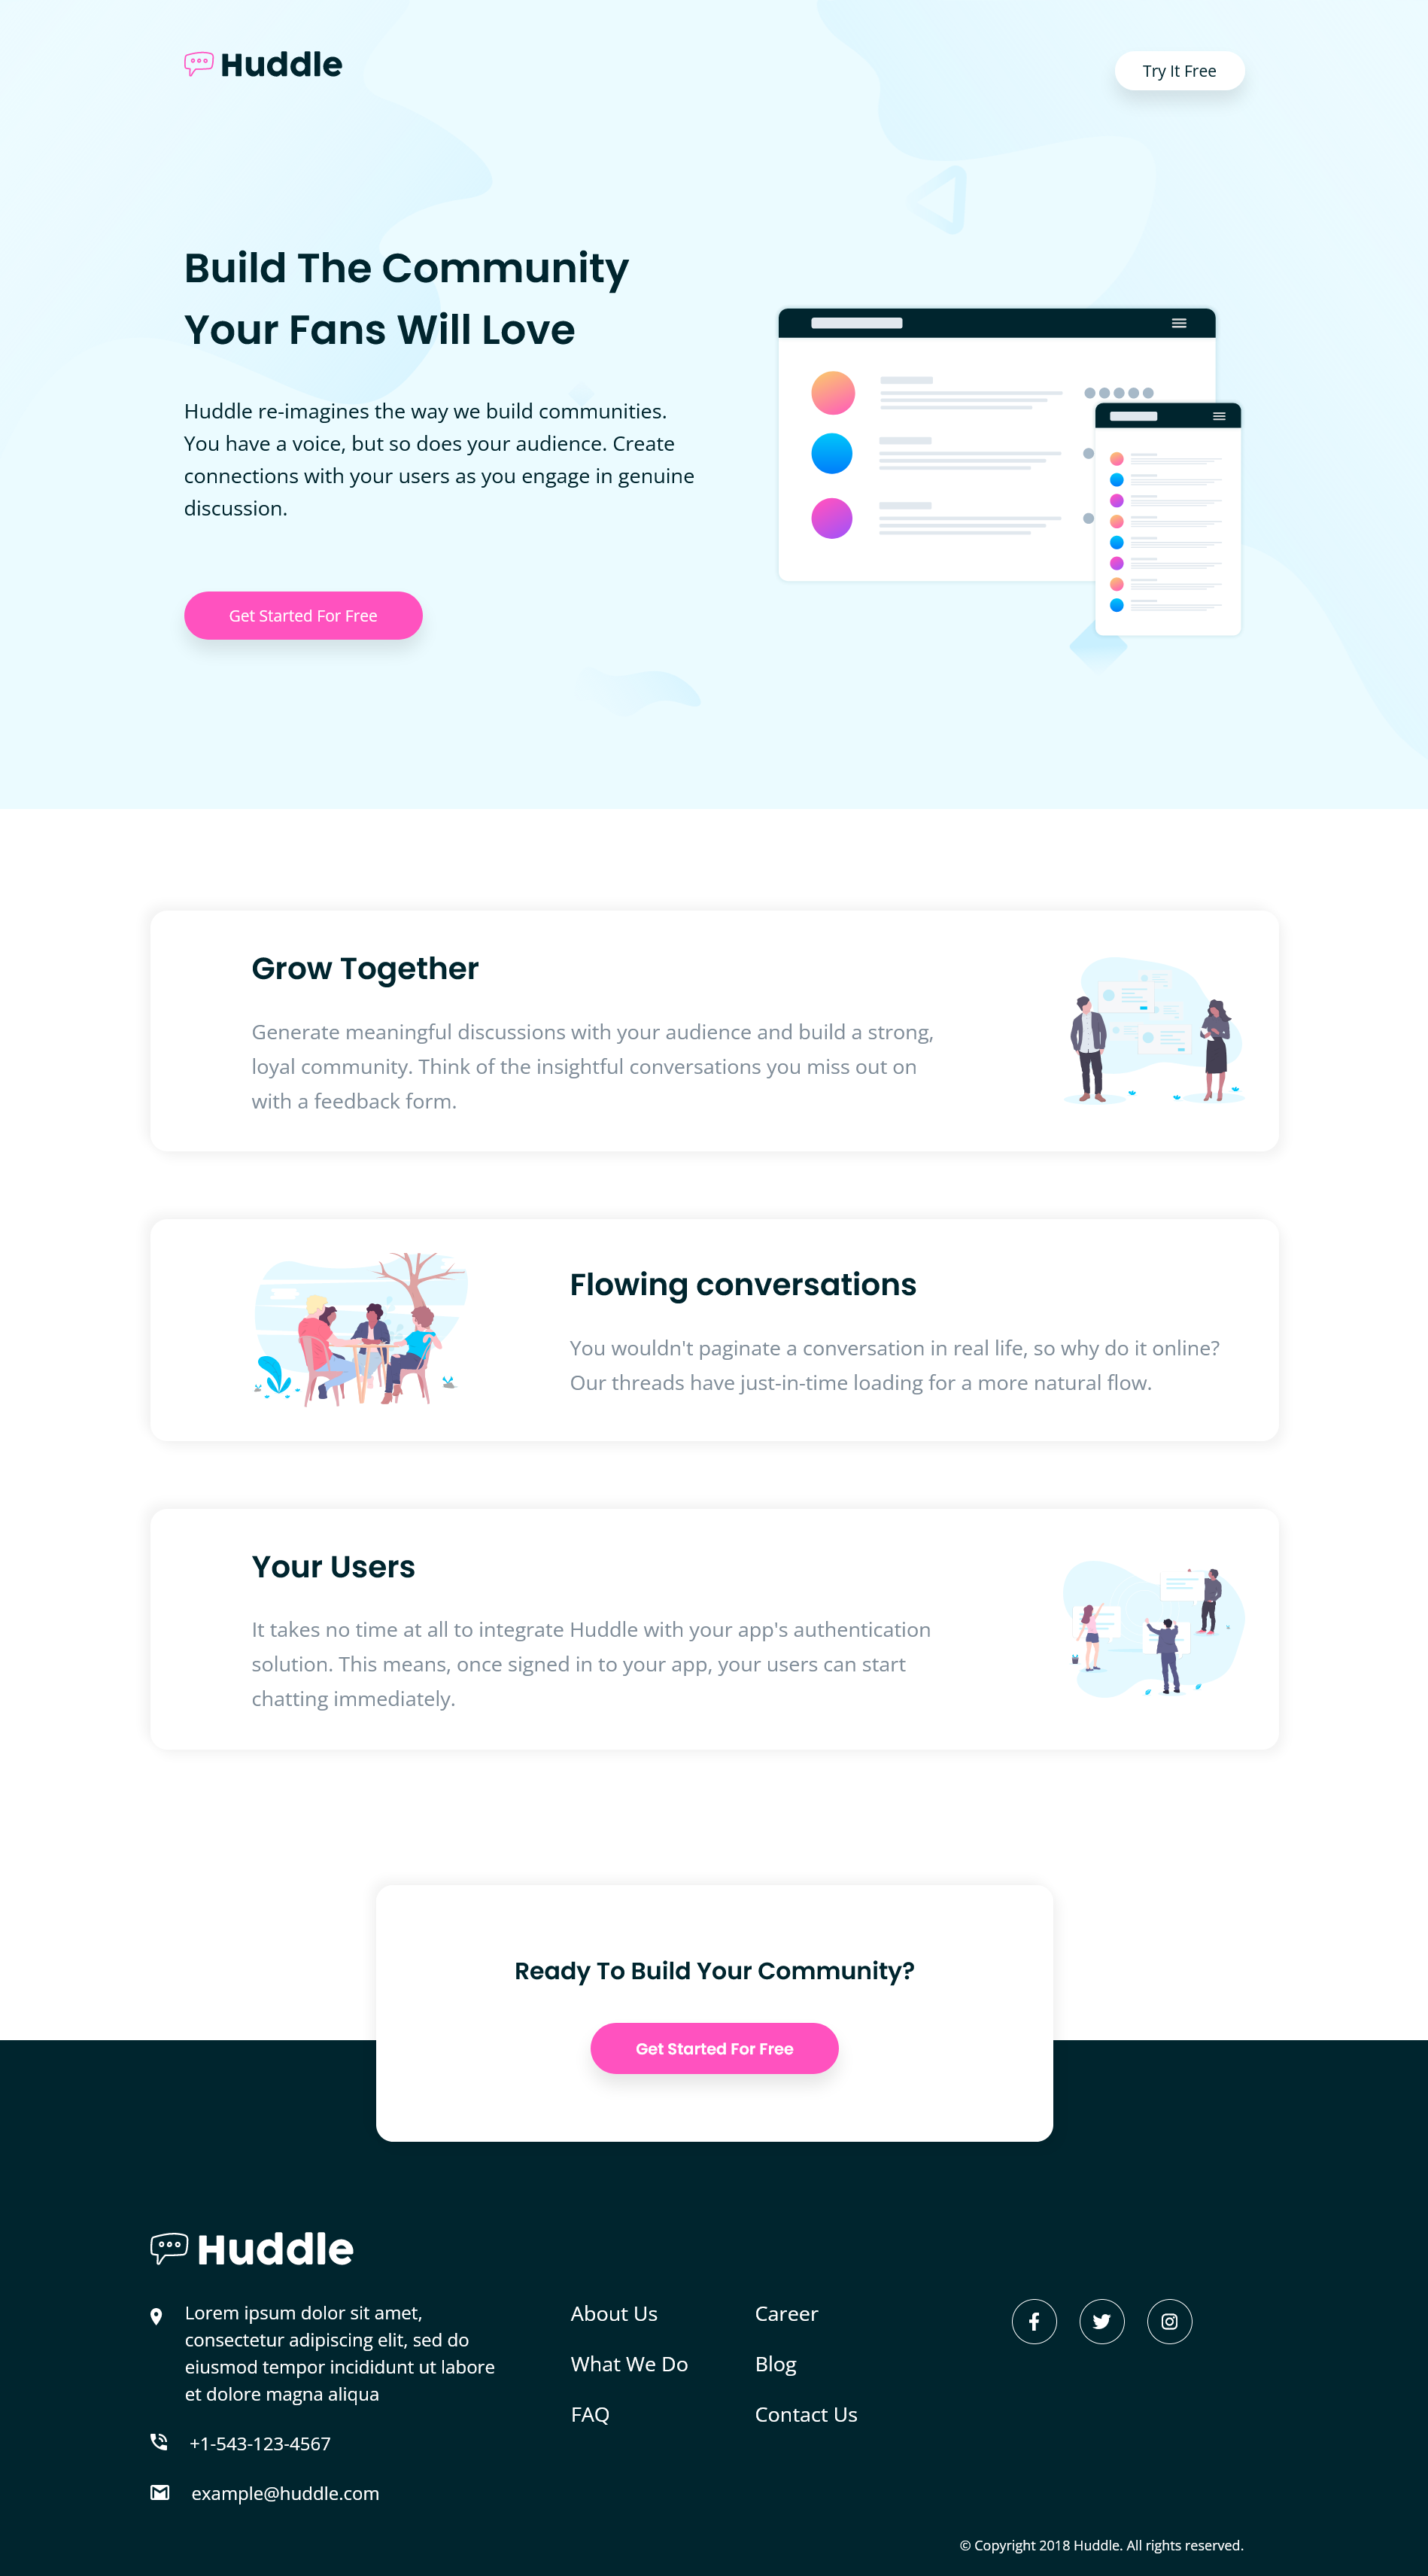 Huddle
Try It Free
Build The Community
Your Fans Will Love
Huddle re-imagines the way we build communities.
You have a voice, but so does your audience. Create
connections with your users as you engage in genuine
discussion.
Get Started For Free
Grow Together
Generate meaningful discussions with your audience and build a strong,
loyal community. Think of the insightful conversations you miss out on
with a feedback form.
Flowing conversations
You wouldn't paginate a conversation in real life, so why do it online?
Our threads have just-in-time loading for a more natural flow.
Your Users
It takes no time at all to integrate Huddle with your app's authentication
solution. This means, once signed in to your app, your users can start
chatting immediately.
Ready To Build Your Community?
Get Started For Free
Huddle
Lorem ipsum dolor sit amet,
consectetur adipiscing elit, sed do
eiusmod tempor incididunt ut labore
et dolore magna aliqua
+1-543-123-4567
example@huddle.com
About Us
What We Do
FAQ
Career
Blog
Contact Us
© Copyright 2018 Huddle. All rights reserved.